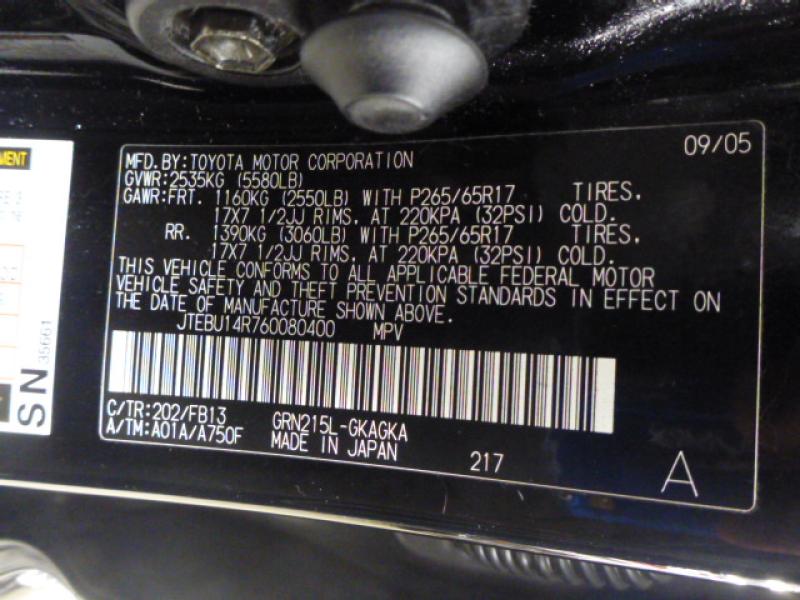 MENT
SN
35661
09/05
MFD. BY: TOYOTA MOTOR CORPORATION
GVWR: 2535KG (5580LB)
GAWR: FRT. 1160KG (2550LB) WITH P265/65R17 TIRES.
17X7 1/2JJ RIMS, AT 220KPA (32PSI) COLD.
RR. 1390KG (3060LB) WITH P265/65R17 TIRES,
17X7 1/2JJ RIMS, AT 220KPA (32PSI) COLD.
THIS VEHICLE CONFORMS TO ALL APPLICABLE FEDERAL MOTOR
VEHICLE SAFETY AND THEFT PREVENTION STANDARDS IN EFFECT ON
THE DATE OF MANUFACTURE SHOWN ABOVE.
JTEBU14R760080400 MPV
C/TR: 202/FB13 GRN215L-GKAGKA
A/TM: A01A/A750F MADE IN JAPAN
217
A